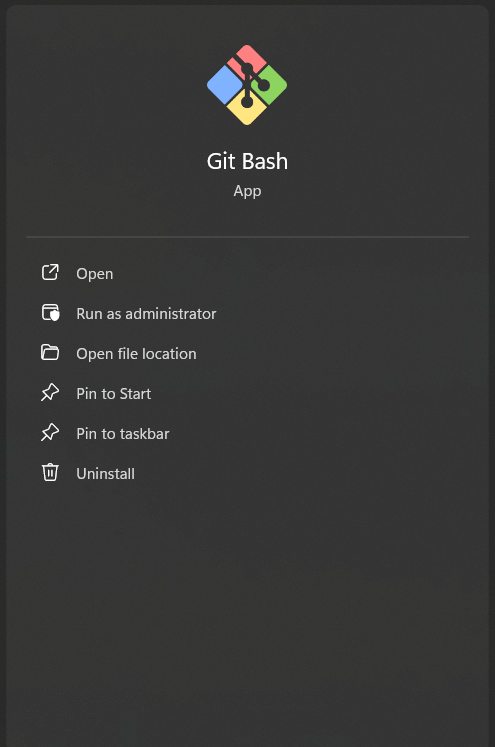 Git Bash
App
Open
Run as administrator
Open file location
Pin to Start
Pin to taskbar
Uninstall